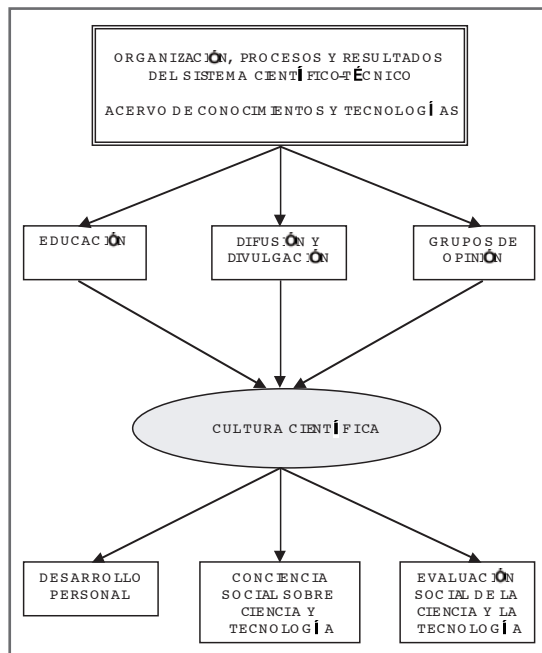 ORGANIZACIÓN, PROCESOS Y RESULTADOS
DEL SISTEMA CIENTÍFICO-TÉCNICO
ACERVO DE CONOCIMIENTOS Y TECNOLOGÍAS
EDUCACIÓN
DIFUSIÓN Y
DIVULGACIÓN
GRUPOS DE
OPINIÓN
CULTURA CIENTÍFICA
DESARROLLO
PERSONAL
CONCIENCIA
SOCIAL SOBRE
CIENCIA Y
TECNOLOGÍA
EVALUACIÓN
SOCIAL DE LA
CIENCIA Y LA
TECNOLOGÍA